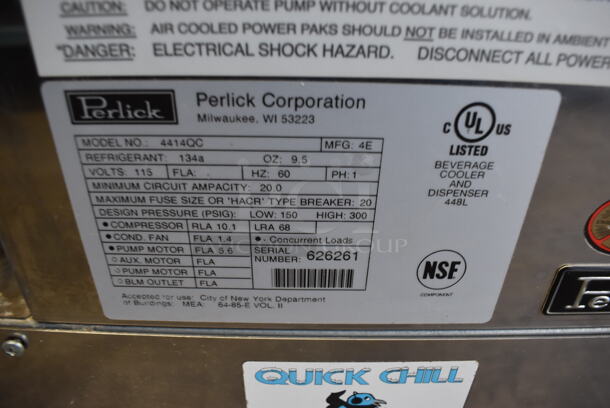 CAUTION: DO NOT OPERATE PUMP WITHOUT COOLANT SOLUTION.
WARNING: AIR COOLED POWER PAKS SHOULD NOT BE INSTALLED IN AMBIENT
"DANGER: ELECTRICAL SHOCK HAZARD. DISCONNECT ALL POWER
Perlick
Perlick Corporation
Milwaukee, WI 53223
MODEL NO.: 4414QC MFG: 4E
REFRIGERANT: 134a OZ: 9.5
VOLTS: 115 FLA: HZ: 60 PH: 1
MINIMUM CIRCUIT AMPACITY: 20.0
MAXIMUM FUSE SIZE OR 'HACR' TYPE BREAKER: 20
DESIGN PRESSURE (PSIG): LOW: 150 HIGH: 300
COMPRESSOR RLA 10.1 LRA 68
COND. FAN FLA 1.4 - Concurrent Loads
PUMP MOTOR FLA 5.6 SERIAL
AUX. MOTOR FLA NUMBER: 626261
PUMP MOTOR FLA
BLM OUTLET FLA
Accepted for use: City of New York Department
of Buildings: MEA: 64-85-E VOL. II
C UL US
LISTED
BEVERAGE
COOLER
AND
DISPENSER
448L
NSF
COMPONENT
QUICK CHILL